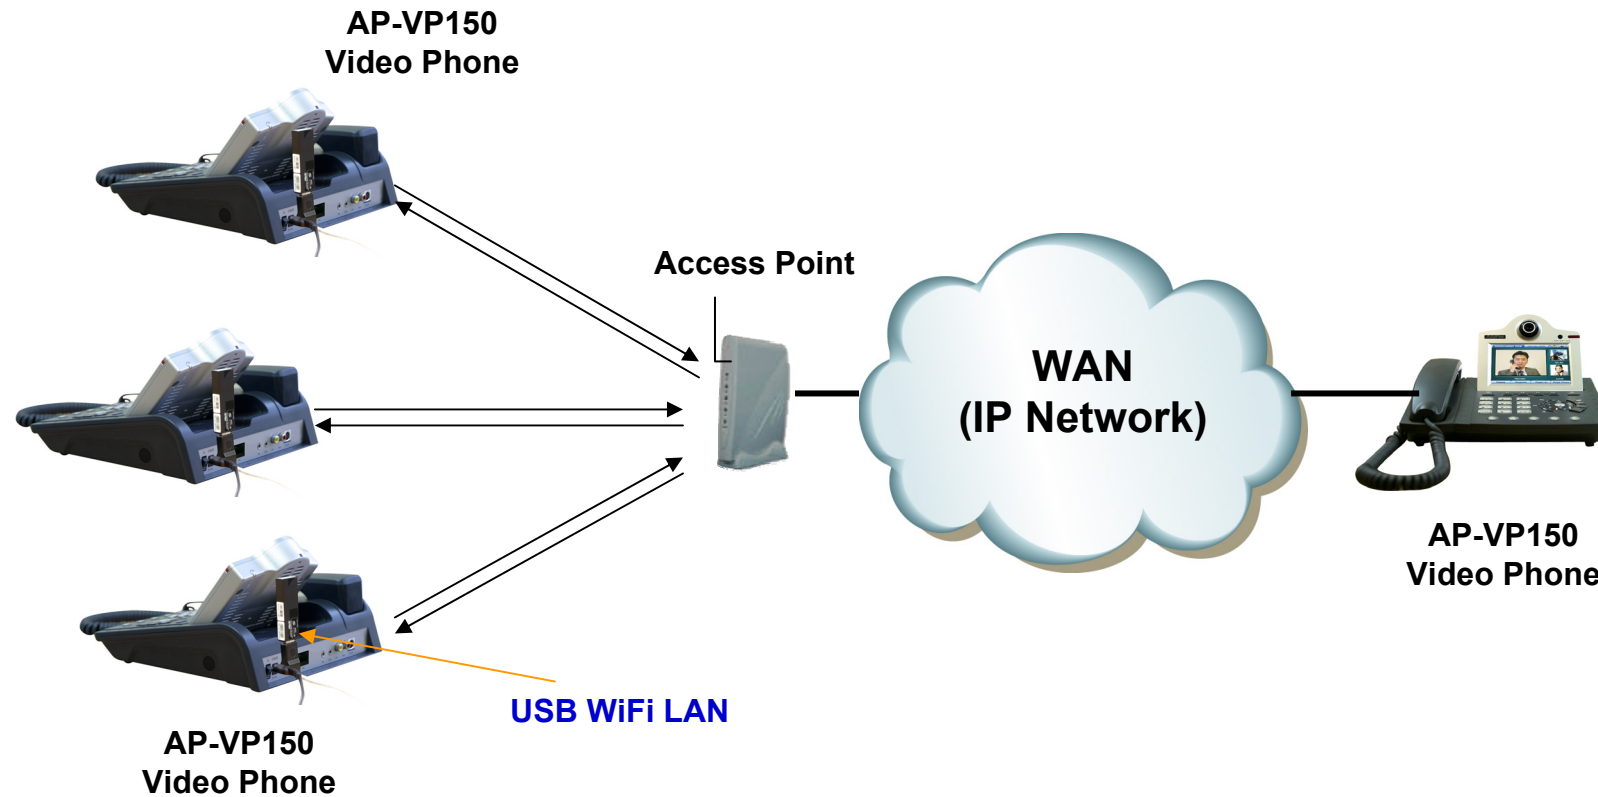 AP-VP150
Video Phone
Access Point
WAN
(IP Network)
AP-VP150
Video Phone
USB WiFi LAN
AP-VP150
Video Phone